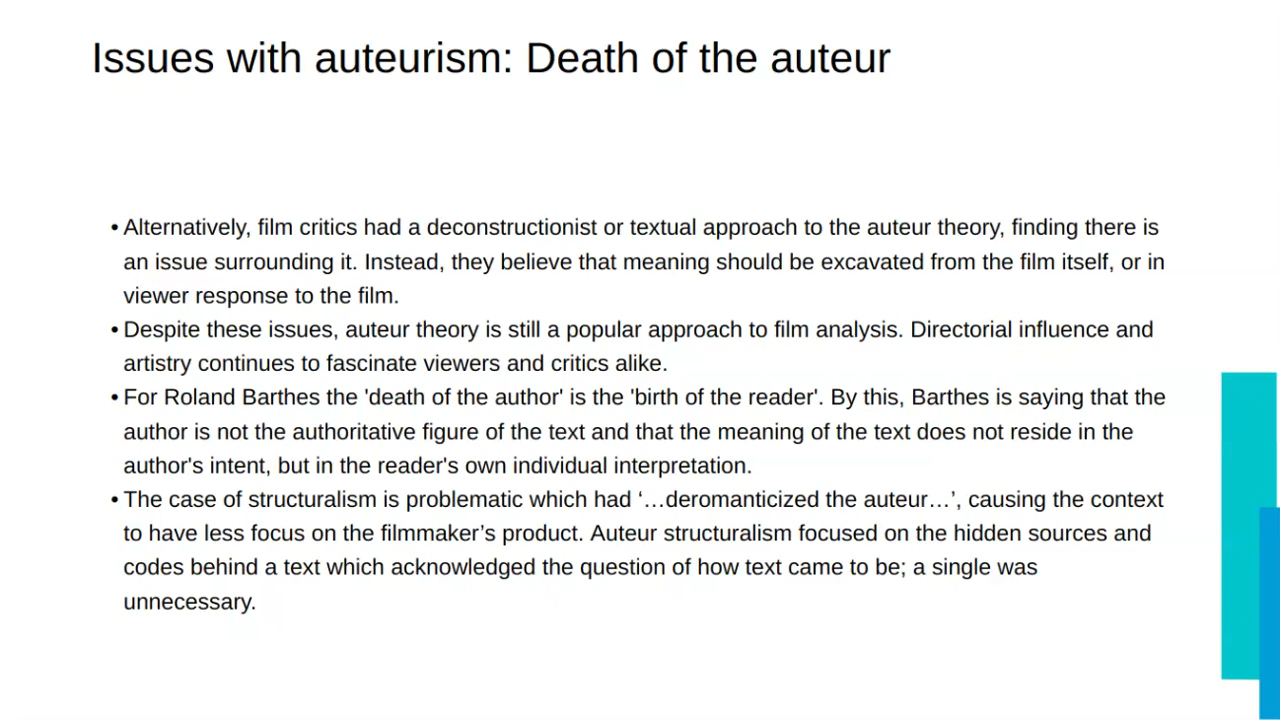 Issues with auteurism: Death of the auteur
• Alternatively, film critics had a deconstructionist or textual approach to the auteur theory, finding there is
an issue surrounding it. Instead, they believe that meaning should be excavated from the film itself, or in
viewer response to the film.
• Despite these issues, auteur theory is still a popular approach to film analysis. Directorial influence and
artistry continues to fascinate viewers and critics alike.
• For Roland Barthes the 'death of the author' is the 'birth of the reader'. By this, Barthes is saying that the
author is not the authoritative figure of the text and that the meaning of the text does not reside in the
author's intent, but in the reader's own individual interpretation.
• The case of structuralism is problematic which had ‘…deromanticized the auteur…’, causing the context
to have less focus on the filmmaker’s product. Auteur structuralism focused on the hidden sources and
codes behind a text which acknowledged the question of how text came to be; a single was
unnecessary.